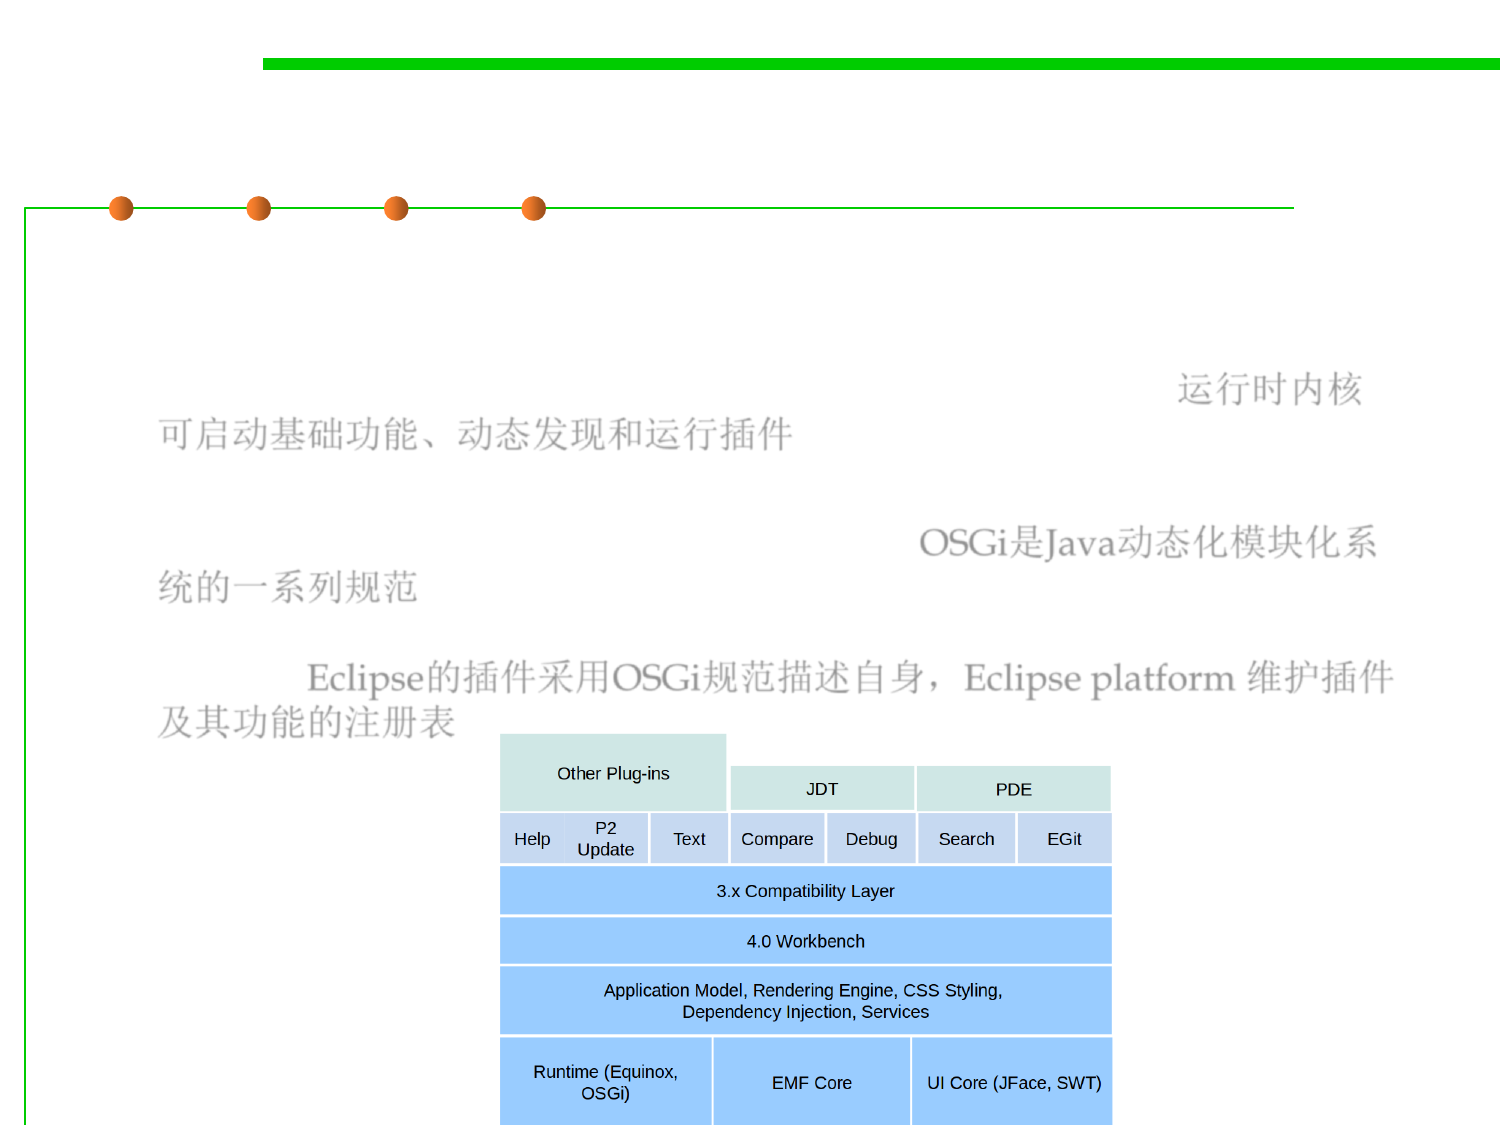 运行时内核
可启动基础功能、动态发现和运行插件
OSGi是Java动态化模块化系
统的一系列规范
Eclipse的插件采用OSGi规范描述自身，Eclipse platform 维护插件
及其功能的注册表
Other Plug-ins
JDT
PDE
Help
P2
Update
Text
Compare
Debug
Search
EGit
3.x Compatibility Layer
4.0 Workbench
Application Model, Rendering Engine, CSS Styling,
Dependency Injection, Services
Runtime (Equinox,
OSGi)
EMF Core
UI Core (JFace, SWT)